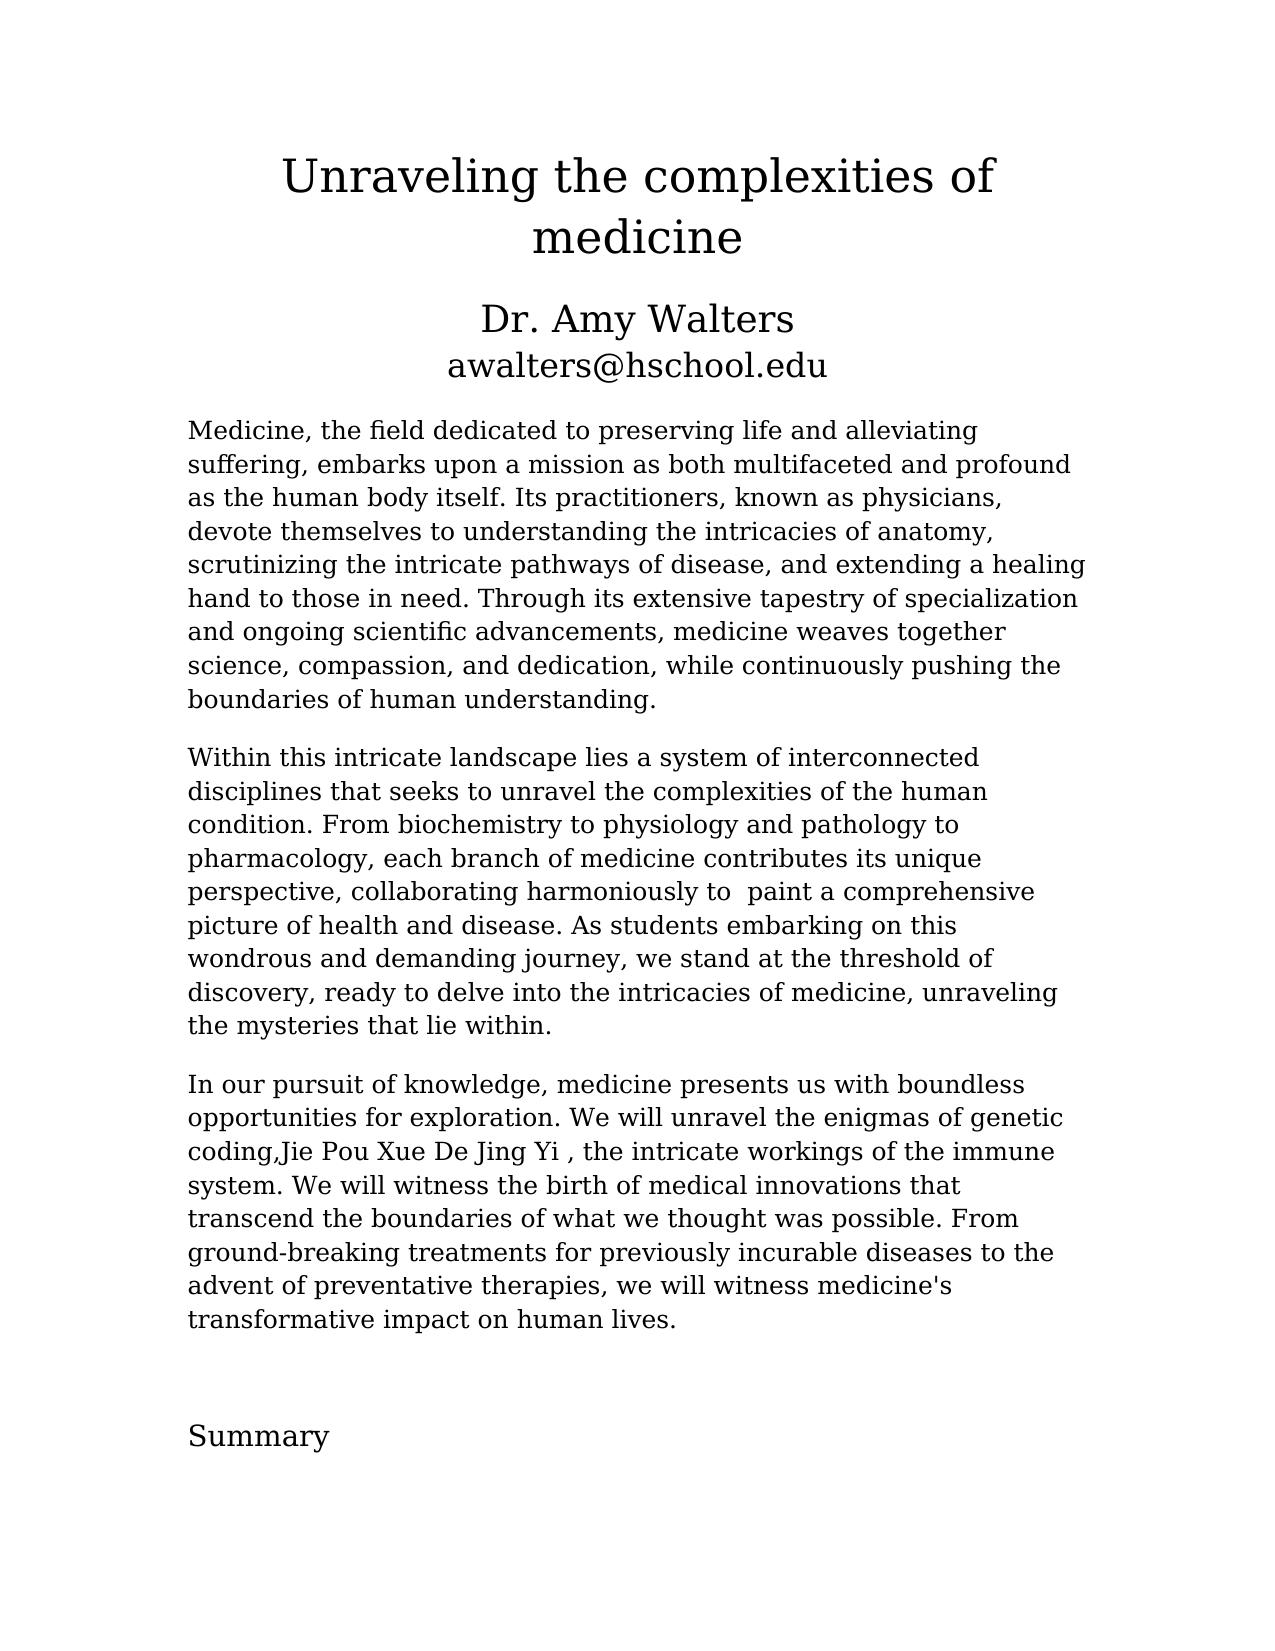 Unraveling the complexities of
medicine
Dr. Amy Walters
awalters@hschool.edu
Medicine, the field dedicated to preserving life and alleviating
suffering, embarks upon a mission as both multifaceted and profound
as the human body itself. Its practitioners, known as physicians,
devote themselves to understanding the intricacies of anatomy,
scrutinizing the intricate pathways of disease, and extending a healing
hand to those in need. Through its extensive tapestry of specialization
and ongoing scientific advancements, medicine weaves together
science, compassion, and dedication, while continuously pushing the
boundaries of human understanding.
Within this intricate landscape lies a system of interconnected
disciplines that seeks to unravel the complexities of the human
condition. From biochemistry to physiology and pathology to
pharmacology, each branch of medicine contributes its unique
perspective, collaborating harmoniously to  paint a comprehensive
picture of health and disease. As students embarking on this
wondrous and demanding journey, we stand at the threshold of
discovery, ready to delve into the intricacies of medicine, unraveling
the mysteries that lie within.
In our pursuit of knowledge, medicine presents us with boundless
opportunities for exploration. We will unravel the enigmas of genetic
coding,Jie Pou Xue De Jing Yi , the intricate workings of the immune
system. We will witness the birth of medical innovations that
transcend the boundaries of what we thought was possible. From
ground-breaking treatments for previously incurable diseases to the
advent of preventative therapies, we will witness medicine's
transformative impact on human lives.
Summary